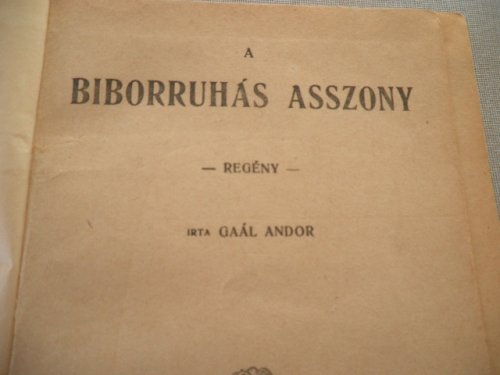 A
BIBORRUHÁS ASSZONY
— REGÉNY —
IRTA GAÁL ANDOR